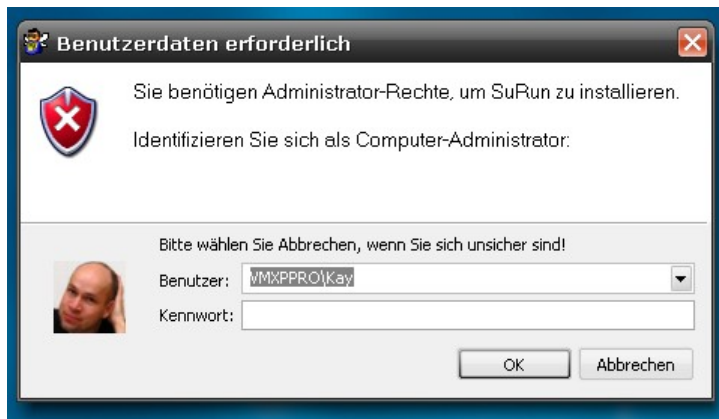 Benutzerdaten erforderlich
Sie benötigen Administrator-Rechte, um SuRun zu installieren.
Identifizieren Sie sich als Computer-Administrator:
Bitte wählen Sie Abbrechen, wenn Sie sich unsicher sind!
Benutzer: VMXPPRO\Kay
Kennwort:
OK Abbrechen